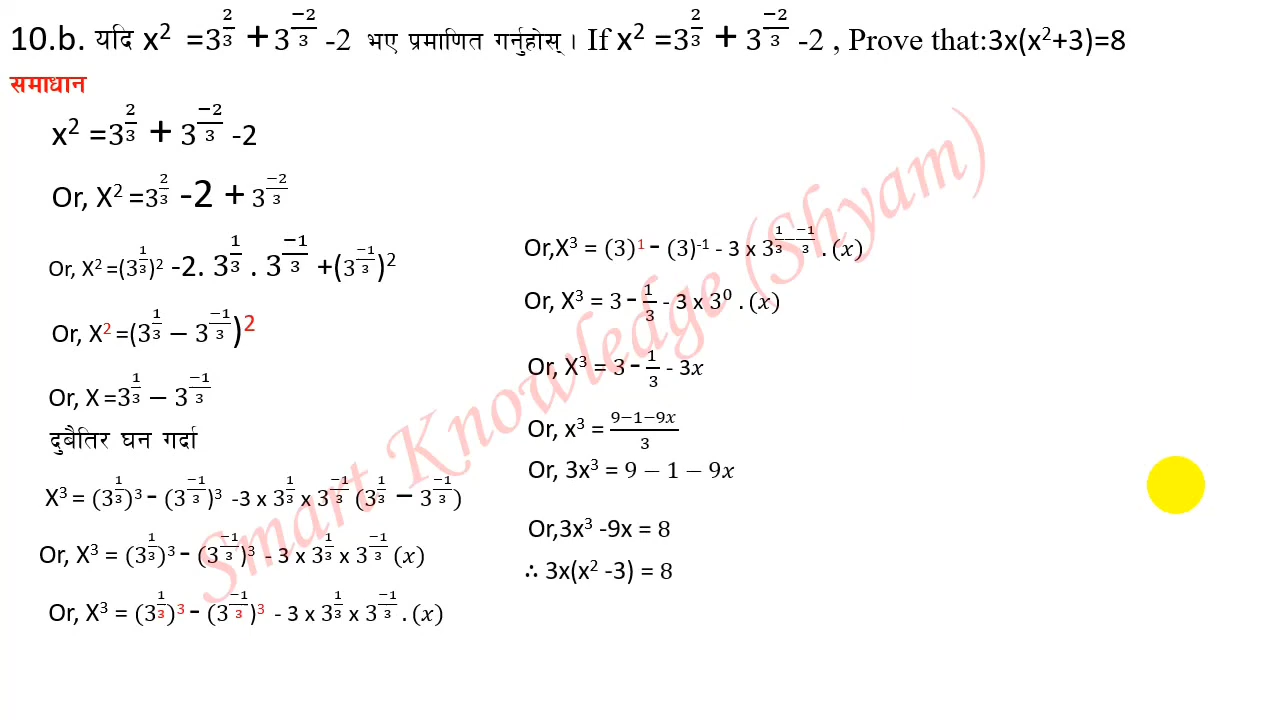 10.b. यदि x² =3^(2/3) + 3^(−2/3) -2 भए प्रमाणित गर्नुहोस् । If x² =3^(2/3) + 3^(−2/3) -2 , Prove that:3x(x²+3)=8
समाधान
x² =3^(2/3) + 3^(−2/3) -2
Or, X² =3^(2/3) -2 + 3^(−2/3)
Or, X² =(3^(1/3))² -2. 3^(1/3) . 3^(−1/3) +(3^(−1/3))²
Or, X² =(3^(1/3) − 3^(−1/3))²
Or, X =3^(1/3) − 3^(−1/3)
दुबैतिर घन गर्दा
X³ = (3^(1/3))³ − (3^(−1/3))³ -3 x 3^(1/3) x 3^(−1/3) (3^(1/3) − 3^(−1/3))
Or, X³ = (3^(1/3))³ − (3^(−1/3))³ - 3 x 3^(1/3) x 3^(−1/3) (x)
Or, X³ = (3^(1/3))³ − (3^(−1/3))³ - 3 x 3^(1/3) x 3^(−1/3) . (x)
Or,X³ = (3)¹ − (3)⁻¹ - 3 x 3^(1/3 − −1/3) . (x)
Or, X³ = 3 − 1/3 - 3 x 3⁰ . (x)
Or, X³ = 3 − 1/3 - 3x
Or, x³ = (9−1−9x)/3
Or, 3x³ = 9 − 1 − 9x
Or,3x³ -9x = 8
∴ 3x(x² -3) = 8
Smart Knowledge (Shyam)